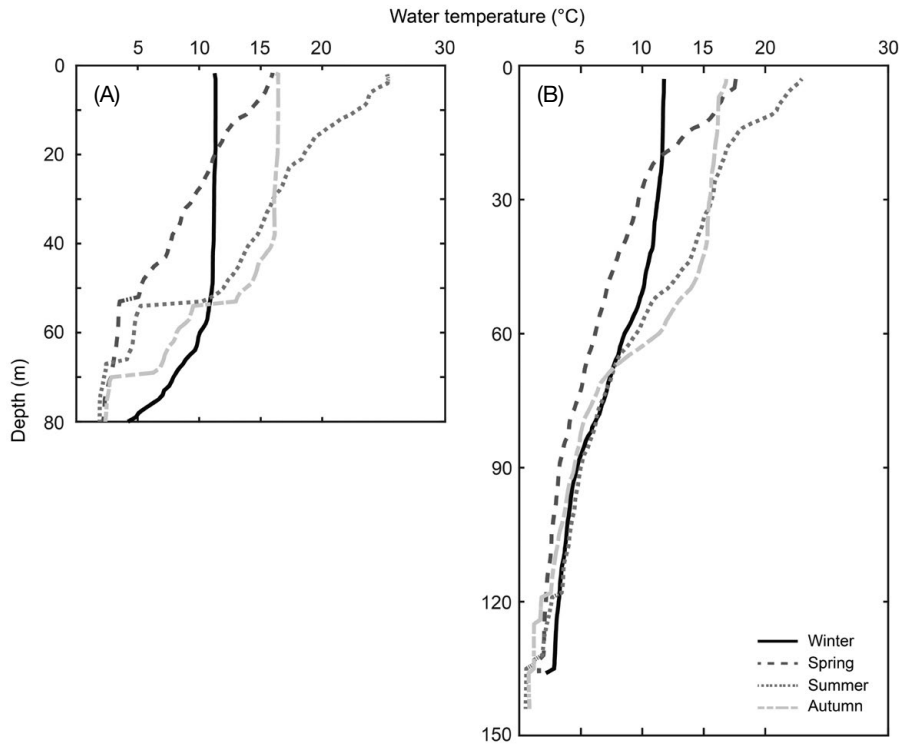 Water temperature (°C)
5 10 15 20 30 5 10 15 20 30
0 0
(A) (B)
20
30
40
60 60
80
90
120
150
Depth (m)
Winter
Spring
Summer
Autumn